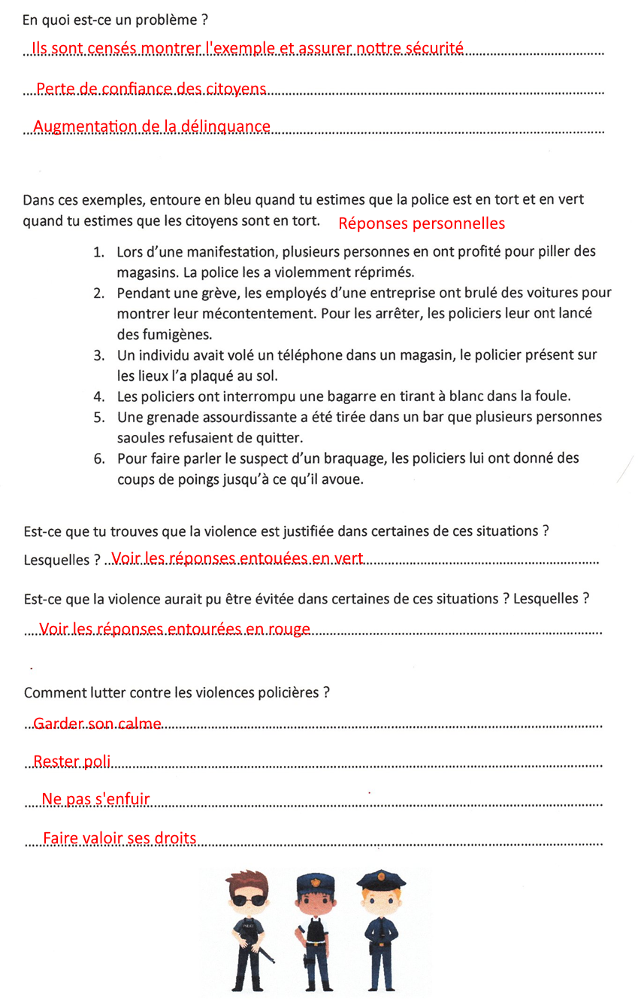 En quoi est-ce un problème ?
Ils sont censés montrer l'exemple et assurer nottre sécurité
Perte de confiance des citoyens
Augmentation de la délinquance
Dans ces exemples, entoure en bleu quand tu estimes que la police est en tort et en vert
quand tu estimes que les citoyens sont en tort. Réponses personnelles
1. Lors d'une manifestation, plusieurs personnes en ont profité pour piller des
magasins. La police les a violemment réprimés.
2. Pendant une grève, les employés d'une entreprise ont brulé des voitures pour
montrer leur mécontentement. Pour les arrêter, les policiers leur ont lancé
des fumigènes.
3. Un individu avait volé un téléphone dans un magasin, le policier présent sur
les lieux l'a plaqué au sol.
4. Les policiers ont interrompu une bagarre en tirant à blanc dans la foule.
5. Une grenade assourdissante a été tirée dans un bar que plusieurs personnes
saoules refusaient de quitter.
6. Pour faire parler le suspect d'un braquage, les policiers lui ont donné des
coups de poings jusqu'à ce qu'il avoue.
Est-ce que tu trouves que la violence est justifiée dans certaines de ces situations ?
Lesquelles ? Voir les réponses entouées en vert
Est-ce que la violence aurait pu être évitée dans certaines de ces situations ? Lesquelles ?
Voir les réponses entourées en rouge
Comment lutter contre les violences policières ?
Garder son calme
Rester poli
Ne pas s'enfuir
Faire valoir ses droits